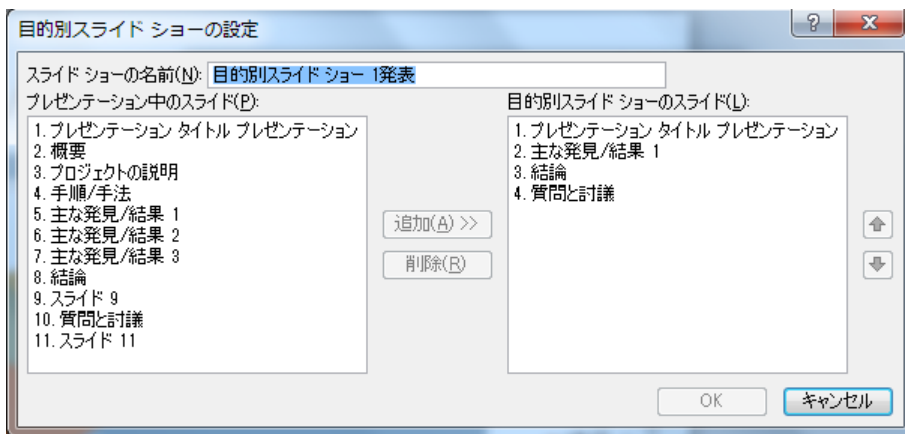 目的別スライド ショーの設定
?
スライド ショーの名前(N): 目的別スライド ショー 1発表
プレゼンテーション中のスライド(P):
1. プレゼンテーション タイトル プレゼンテーション
2. 概要
3. プロジェクトの説明
4. 手順/手法
5. 主な発見/結果 1
6. 主な発見/結果 2
7. 主な発見/結果 3
8. 結論
9. スライド 9
10. 質問と討議
11. スライド 11
追加(A) >>
削除(R)
目的別スライド ショーのスライド(L):
1. プレゼンテーション タイトル プレゼンテーション
2. 主な発見/結果 1
3. 結論
4. 質問と討議
OK
キャンセル